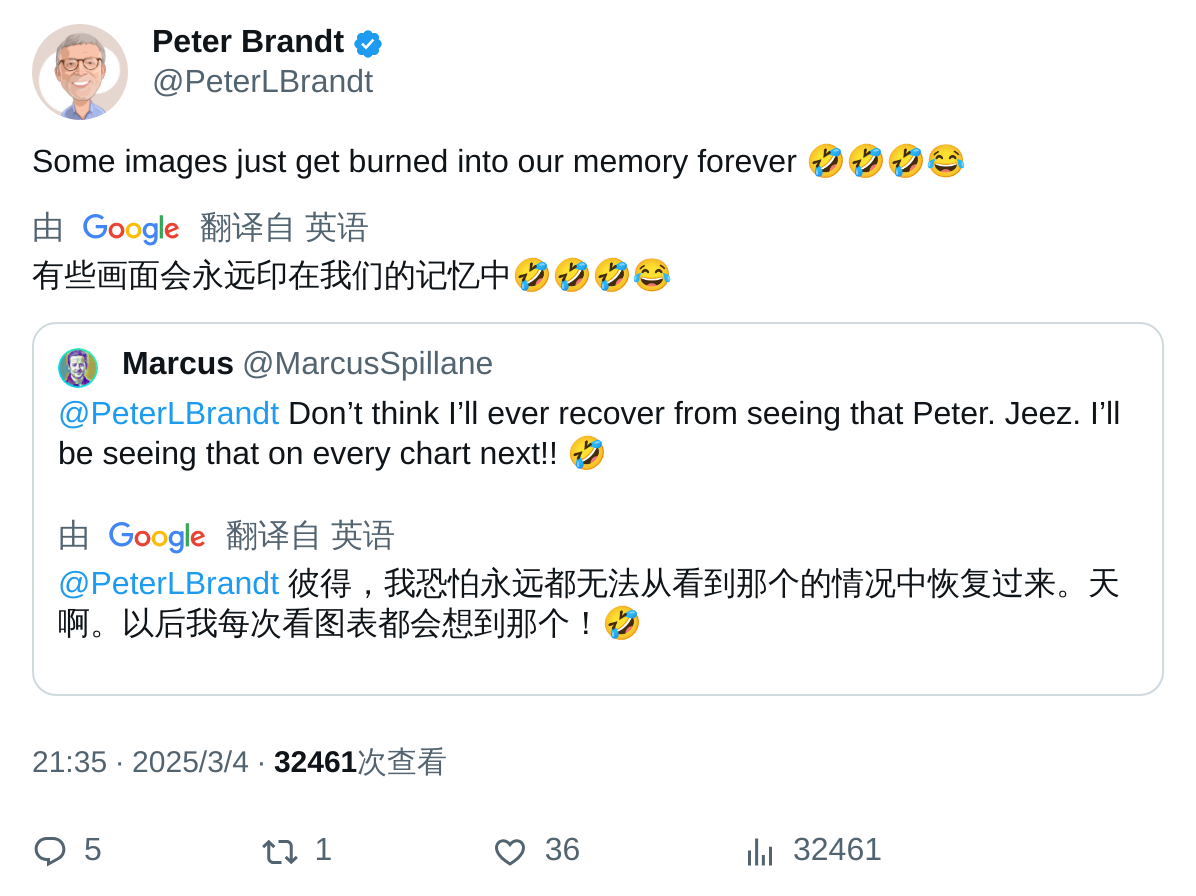 Peter Brandt
@PeterLBrandt
Some images just get burned into our memory forever 🤣🤣🤣😂
由 Google 翻译自 英语
有些画面会永远印在我们的记忆中🤣🤣🤣😂
Marcus @MarcusSpillane
@PeterLBrandt Don’t think I’ll ever recover from seeing that Peter. Jeez. I’ll
be seeing that on every chart next!! 🤣
由 Google 翻译自 英语
@PeterLBrandt 彼得，我恐怕永远都无法从看到那个的情况中恢复过来。天
啊。以后我每次看图表都会想到那个！🤣
21:35 · 2025/3/4 · 32461次查看
5 1 36 32461